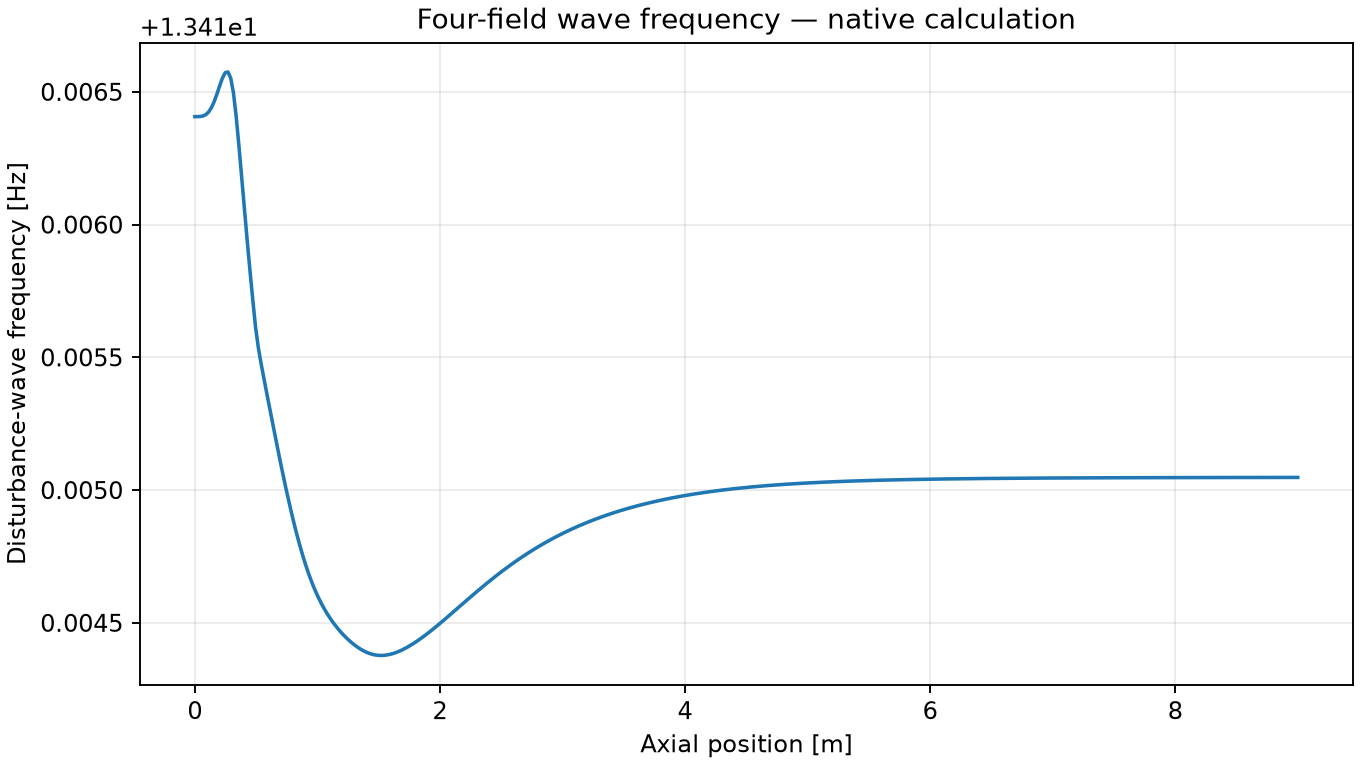 Four-field wave frequency — native calculation
+1.341e1
0.0065
0.0060
0.0055
0.0050
0.0045
Disturbance-wave frequency [Hz]
0 2 4 6 8
Axial position [m]